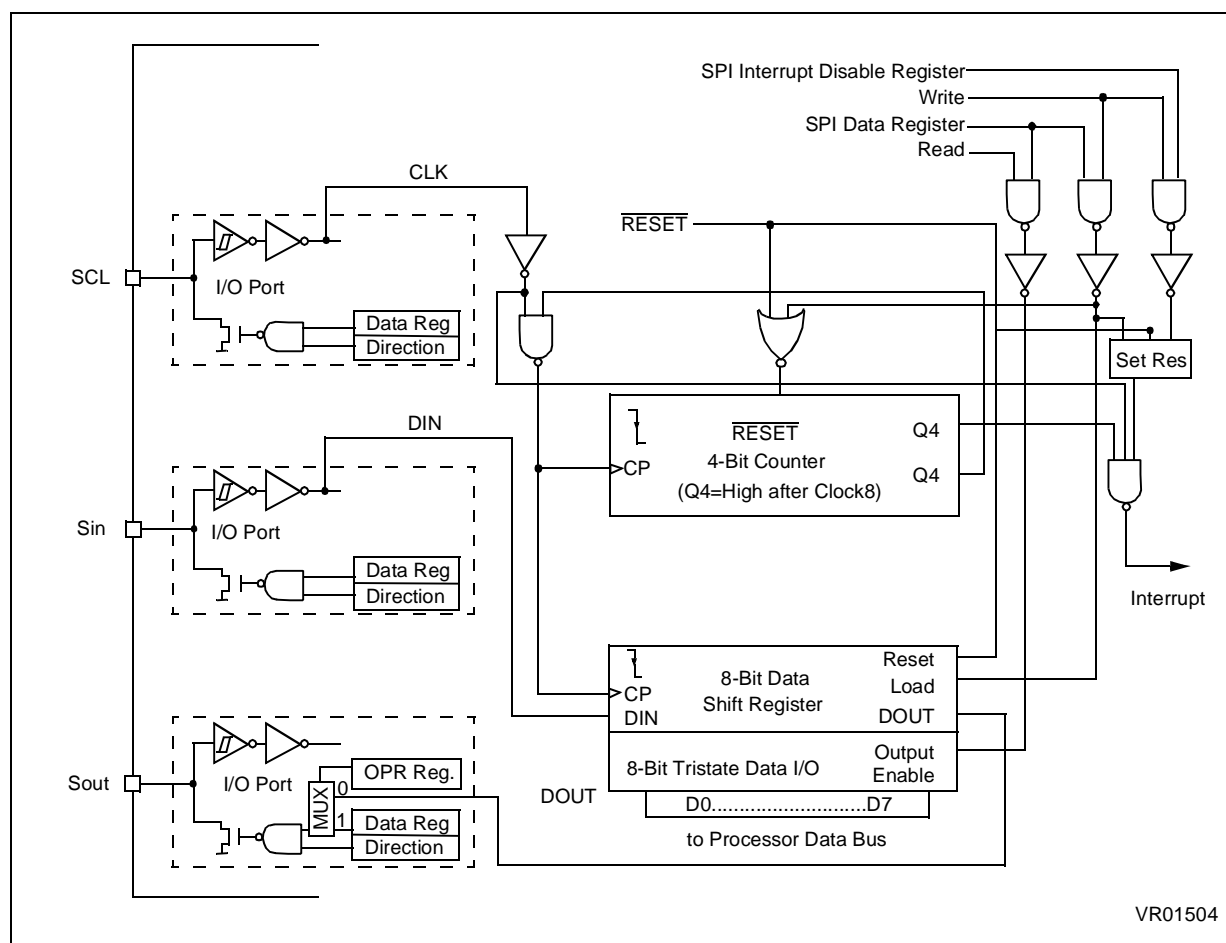 SPI Interrupt Disable Register
Write
SPI Data Register
Read
CLK
RESET
SCL
I/O Port
Data Reg
Direction
Set Res
DIN
RESET
4-Bit Counter
(Q4=High after Clock8)
CP
Q4
Q4
Sin
I/O Port
Data Reg
Direction
Interrupt
CP
DIN
8-Bit Data
Shift Register
Reset
Load
DOUT
Output
Enable
8-Bit Tristate Data I/O
DOUT
D0............................D7
to Processor Data Bus
Sout
I/O Port
OPR Reg.
MUX
0
1
Data Reg
Direction
VR01504